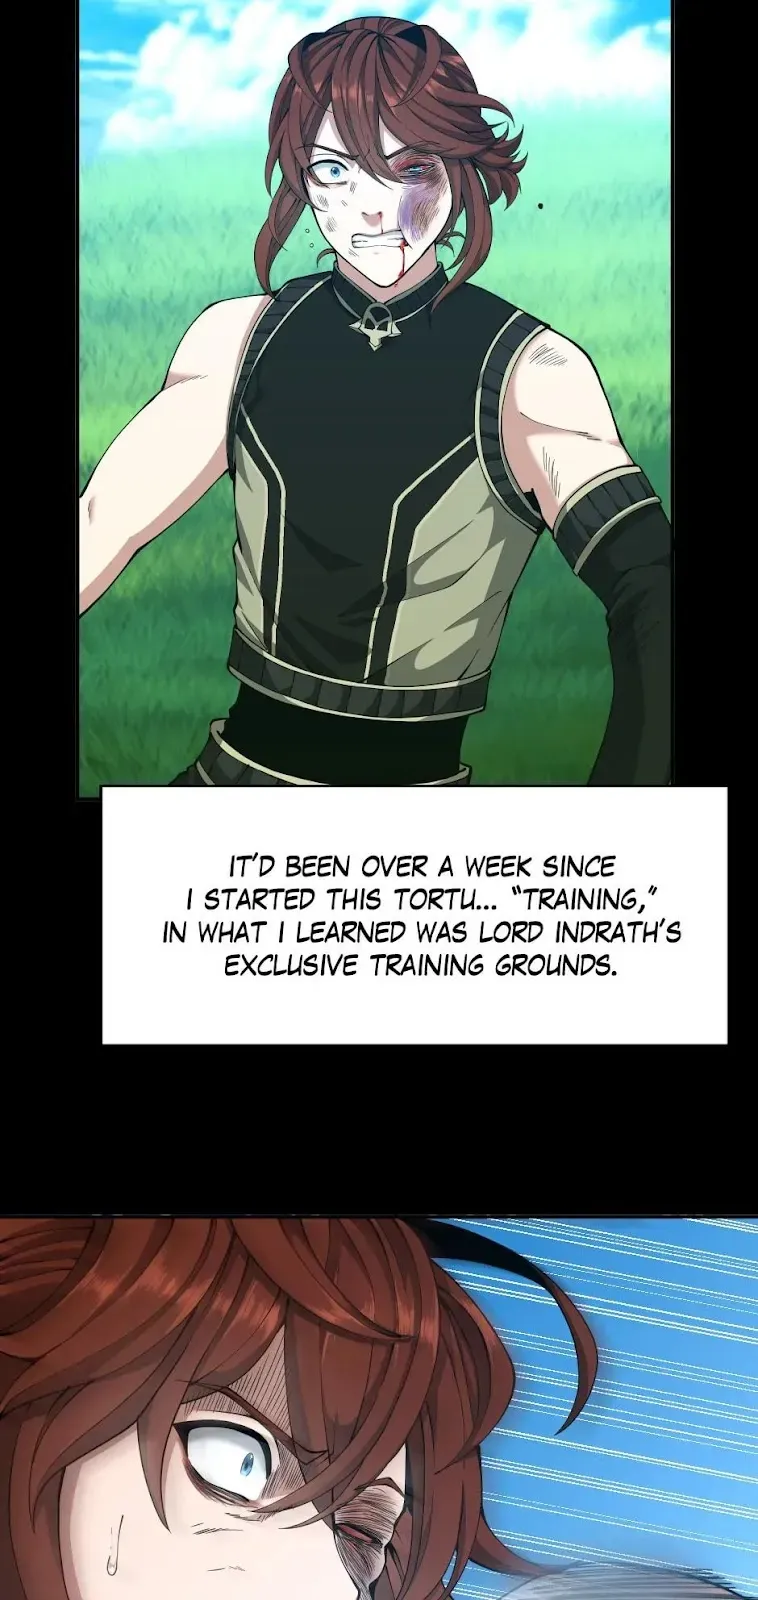 IT'D BEEN OVER A WEEK SINCE
I STARTED THIS TORTU... "TRAINING,"
IN WHAT I LEARNED WAS LORD INDRATH'S
EXCLUSIVE TRAINING GROUNDS.